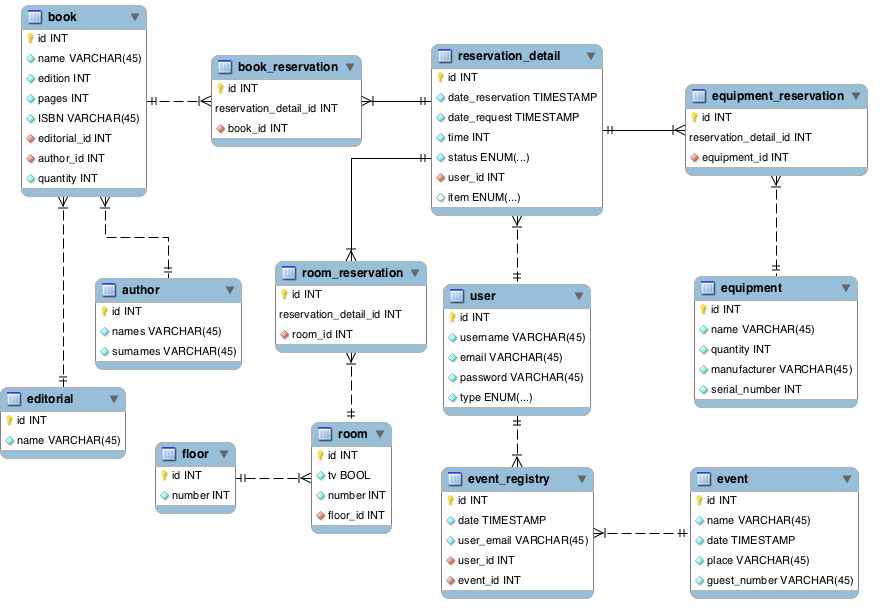 book
id INT
name VARCHAR(45)
edition INT
pages INT
ISBN VARCHAR(45)
editorial_id INT
author_id INT
quantity INT
book_reservation
id INT
reservation_detail_id INT
book_id INT
reservation_detail
id INT
date_reservation TIMESTAMP
date_request TIMESTAMP
time INT
status ENUM(...)
user_id INT
item ENUM(...)
equipment_reservation
id INT
reservation_detail_id INT
equipment_id INT
author
id INT
names VARCHAR(45)
surnames VARCHAR(45)
room_reservation
id INT
reservation_detail_id INT
room_id INT
user
id INT
username VARCHAR(45)
email VARCHAR(45)
password VARCHAR(45)
type ENUM(...)
equipment
id INT
name VARCHAR(45)
quantity INT
manufacturer VARCHAR(45)
serial_number INT
editorial
id INT
name VARCHAR(45)
floor
id INT
number INT
room
id INT
tv BOOL
number INT
floor_id INT
event_registry
id INT
date TIMESTAMP
user_email VARCHAR(45)
user_id INT
event_id INT
event
id INT
name VARCHAR(45)
date TIMESTAMP
place VARCHAR(45)
guest_number VARCHAR(45)